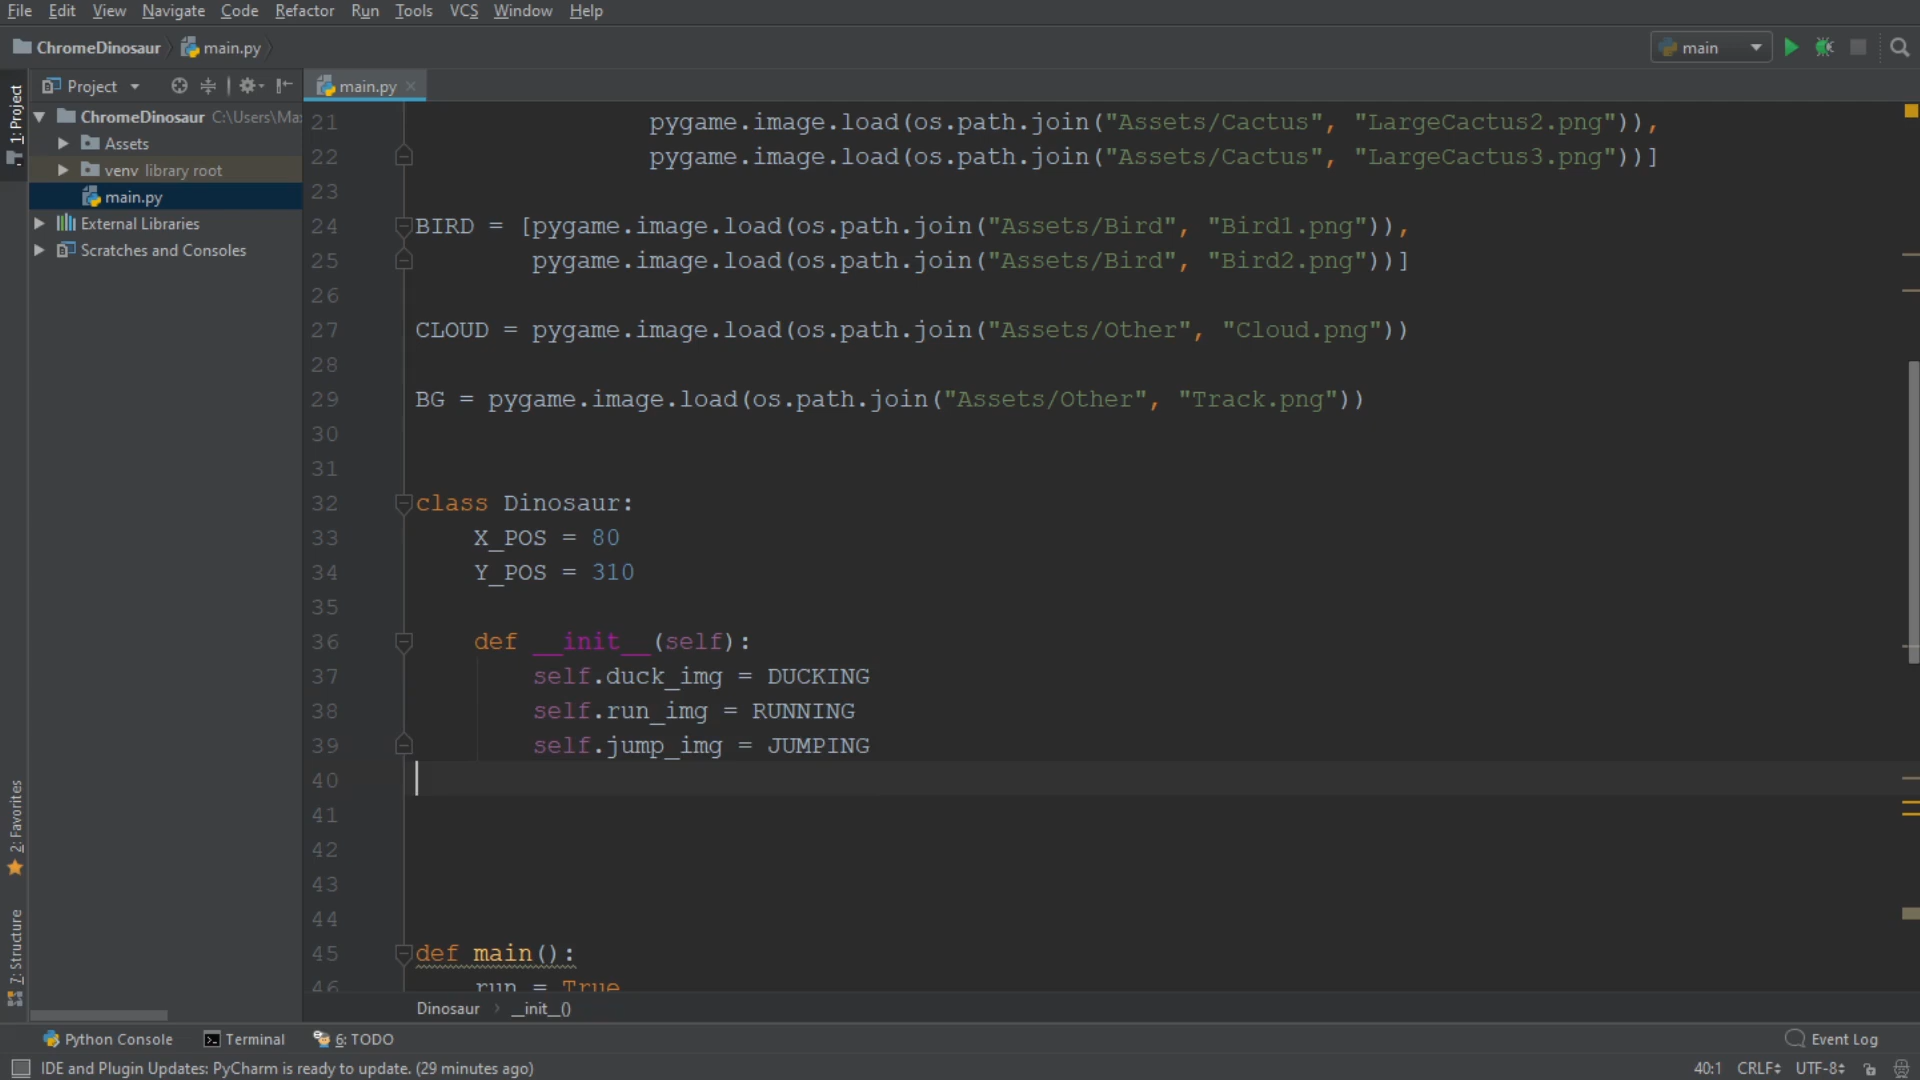 File Edit View Navigate Code Refactor Run Tools VCS Window Help
ChromeDinosaur main.py
main
Project
main.py
1: Project
ChromeDinosaur C:\Users\Ma
Assets
venv library root
main.py
External Libraries
Scratches and Consoles
2: Favorites
7: Structure
21 pygame.image.load(os.path.join("Assets/Cactus", "LargeCactus2.png")),
22 pygame.image.load(os.path.join("Assets/Cactus", "LargeCactus3.png"))]
23
24 BIRD = [pygame.image.load(os.path.join("Assets/Bird", "Bird1.png")),
25 pygame.image.load(os.path.join("Assets/Bird", "Bird2.png"))]
26
27 CLOUD = pygame.image.load(os.path.join("Assets/Other", "Cloud.png"))
28
29 BG = pygame.image.load(os.path.join("Assets/Other", "Track.png"))
30
31
32 class Dinosaur:
33 X_POS = 80
34 Y_POS = 310
35
36 def __init__(self):
37 self.duck_img = DUCKING
38 self.run_img = RUNNING
39 self.jump_img = JUMPING
40
41
42
43
44
45 def main():
46 run = True
Dinosaur › __init__()
Python Console Terminal 6: TODO Event Log
IDE and Plugin Updates: PyCharm is ready to update. (29 minutes ago) 40:1 CRLF UTF-8